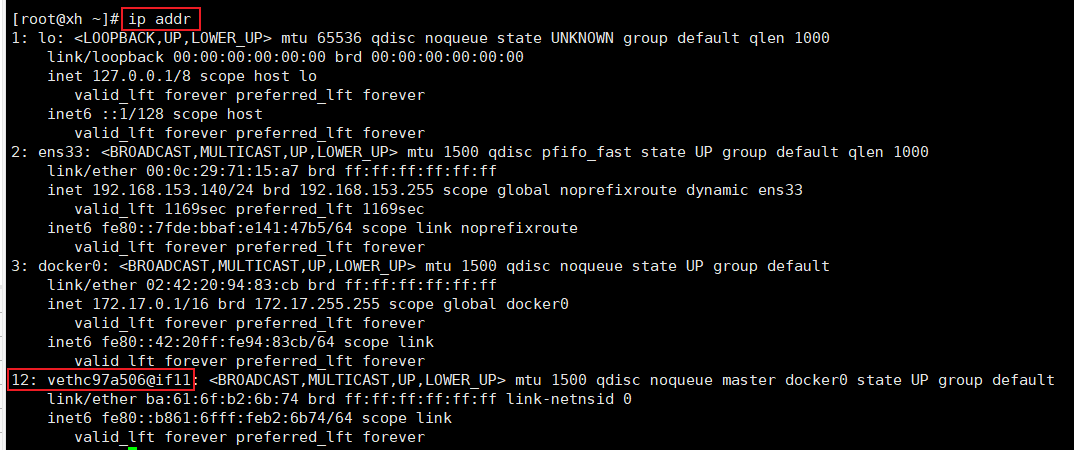 [root@xh ~]# ip addr
1: lo: <LOOPBACK,UP,LOWER_UP> mtu 65536 qdisc noqueue state UNKNOWN group default qlen 1000
    link/loopback 00:00:00:00:00:00 brd 00:00:00:00:00:00
    inet 127.0.0.1/8 scope host lo
       valid_lft forever preferred_lft forever
    inet6 ::1/128 scope host
       valid_lft forever preferred_lft forever
2: ens33: <BROADCAST,MULTICAST,UP,LOWER_UP> mtu 1500 qdisc pfifo_fast state UP group default qlen 1000
    link/ether 00:0c:29:71:15:a7 brd ff:ff:ff:ff:ff:ff
    inet 192.168.153.140/24 brd 192.168.153.255 scope global noprefixroute dynamic ens33
       valid_lft 1169sec preferred_lft 1169sec
    inet6 fe80::7fde:bbaf:e141:47b5/64 scope link noprefixroute
       valid_lft forever preferred_lft forever
3: docker0: <BROADCAST,MULTICAST,UP,LOWER_UP> mtu 1500 qdisc noqueue state UP group default
    link/ether 02:42:20:94:83:cb brd ff:ff:ff:ff:ff:ff
    inet 172.17.0.1/16 brd 172.17.255.255 scope global docker0
       valid_lft forever preferred_lft forever
    inet6 fe80::42:20ff:fe94:83cb/64 scope link
       valid_lft forever preferred_lft forever
12: vethc97a506@if11: <BROADCAST,MULTICAST,UP,LOWER_UP> mtu 1500 qdisc noqueue master docker0 state UP group default
    link/ether ba:61:6f:b2:6b:74 brd ff:ff:ff:ff:ff:ff link-netnsid 0
    inet6 fe80::b861:6fff:feb2:6b74/64 scope link
       valid_lft forever preferred_lft forever